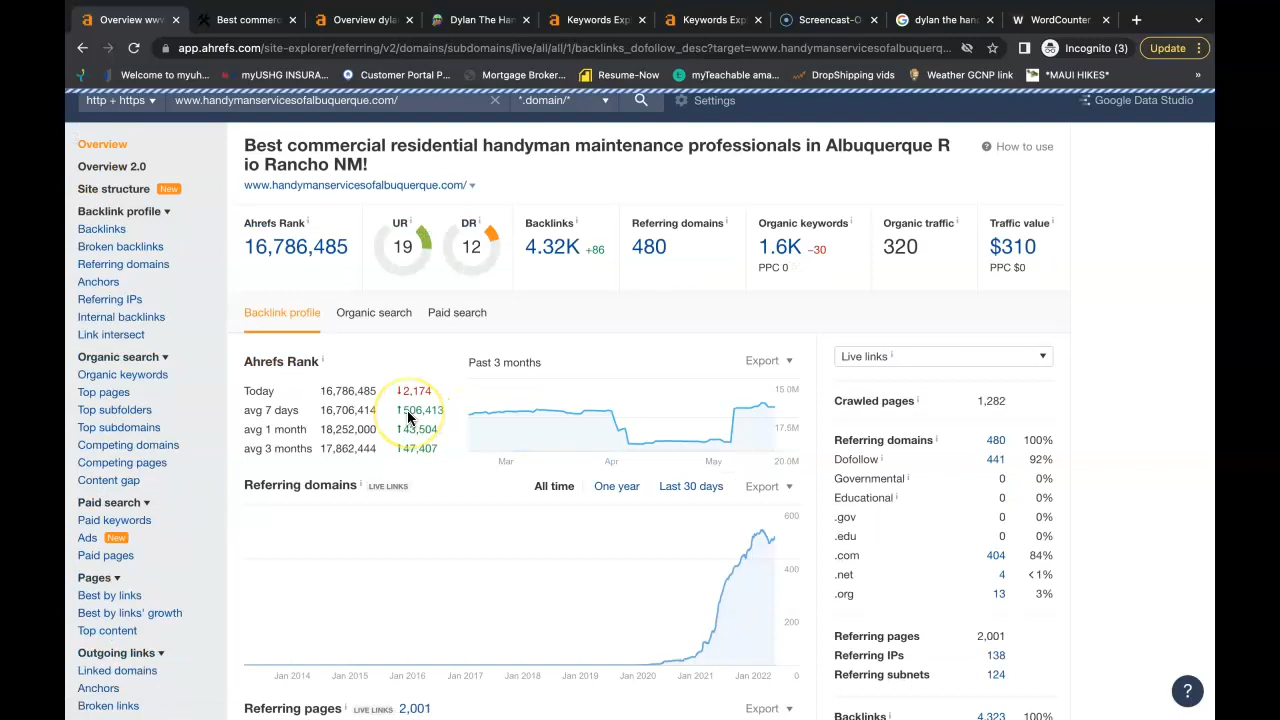 Overview www
Best commerc
Overview dyla
Dylan The Han
Keywords Exp
Keywords Exp
Screencast-O
dylan the hand
WordCounter
app.ahrefs.com/site-explorer/referring/v2/domains/subdomains/live/all/all/1/backlinks_dofollow_desc?target=www.handymanservicesofalbuquerq...
Incognito (3)
Update
Welcome to myuh...
myUSHG INSURA...
Customer Portal P...
Mortgage Broker...
Resume-Now
myTeachable ama...
DropShipping vids
Weather GCNP link
*MAUI HIKES*
»
http + https
www.handymanservicesofalbuquerque.com/
*.domain/*
Settings
Google Data Studio
Overview
Overview 2.0
Site structure New
Backlink profile
Backlinks
Broken backlinks
Referring domains
Anchors
Referring IPs
Internal backlinks
Link intersect
Organic search
Organic keywords
Top pages
Top subfolders
Top subdomains
Competing domains
Competing pages
Content gap
Paid search
Paid keywords
Ads New
Paid pages
Pages
Best by links
Best by links' growth
Top content
Outgoing links
Linked domains
Anchors
Broken links
Best commercial residential handyman maintenance professionals in Albuquerque R
io Rancho NM!
How to use
www.handymanservicesofalbuquerque.com/
Ahrefs Rank
16,786,485
UR
19
DR
12
Backlinks
4.32K +86
Referring domains
480
Organic keywords
1.6K –30
PPC 0
Organic traffic
320
Traffic value
$310
PPC $0
Backlink profile
Organic search
Paid search
Ahrefs Rank
Today 16,786,485 2,174
avg 7 days 16,706,414 506,413
avg 1 month 18,252,000 43,504
avg 3 months 17,862,444 47,407
Past 3 months
Export
15.0M
17.5M
20.0M
Mar Apr May
Referring domains LIVE LINKS
All time One year Last 30 days Export
600
400
200
0
Jan 2014 Jan 2015 Jan 2016 Jan 2017 Jan 2018 Jan 2019 Jan 2020 Jan 2021 Jan 2022
Referring pages LIVE LINKS 2,001
Export
Live links
Crawled pages 1,282
Referring domains 480 100%
Dofollow 441 92%
Governmental 0 0%
Educational 0 0%
.gov 0 0%
.edu 0 0%
.com 404 84%
.net 4 <1%
.org 13 3%
Referring pages 2,001
Referring IPs 138
Referring subnets 124
Backlinks 4,323 100%
?